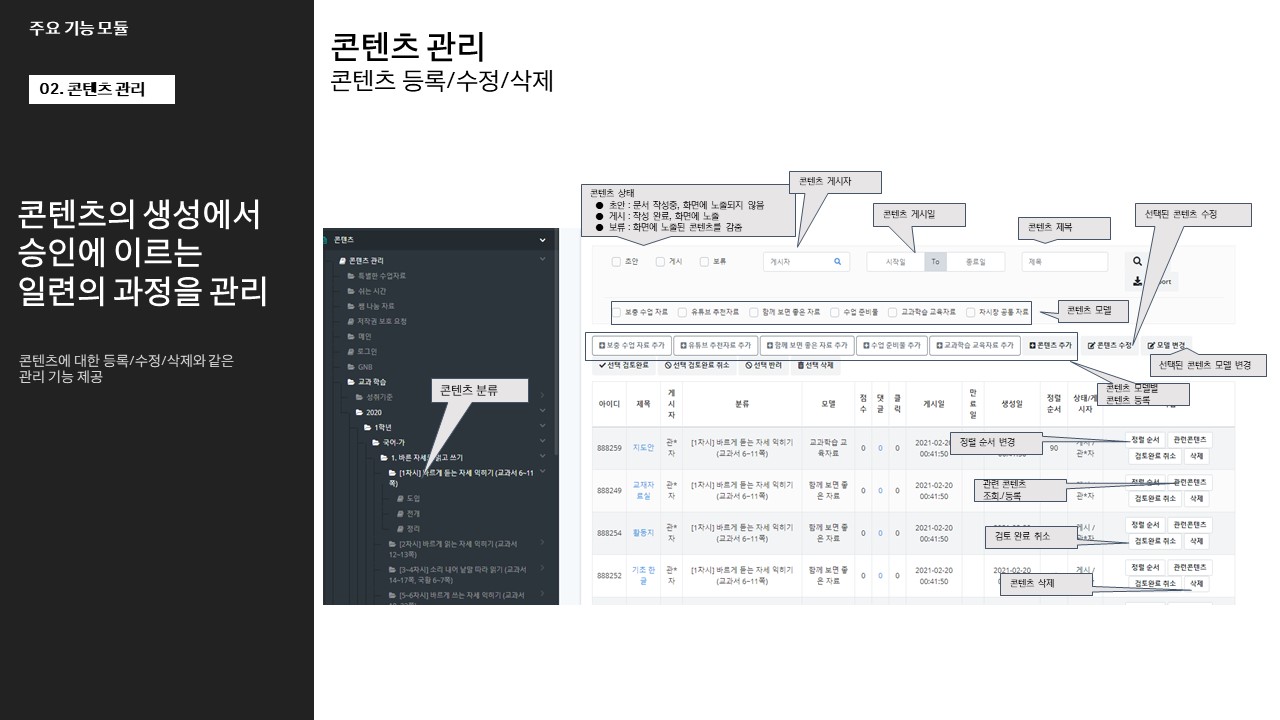 주요 기능 모듈
02. 콘텐츠 관리
콘텐츠의 생성에서
승인에 이르는
일련의 과정을 관리
콘텐츠에 대한 등록/수정/삭제와 같은
관리 기능 제공
콘텐츠 관리
콘텐츠 등록/수정/삭제
콘텐츠 상태
● 초안 : 문서 작성중, 화면에 노출되지 않음
● 게시 : 작성 완료, 화면에 노출
● 보류 : 화면에 노출된 콘텐츠를 감춤
콘텐츠 게시자
콘텐츠 게시일
콘텐츠 제목
선택된 콘텐츠 수정
콘텐츠
콘텐츠 관리
특별한 수업자료
쉬는 시간
쌤 나눔 자료
저작권 보호 요청
메인
로그인
GNB
교과 학습
성취기준
2020
1학년
국어-가
1. 바른 자세로 읽고 쓰기
[1차시] 바르게 듣는 자세 익히기 (교과서 6~11
쪽)
도입
전개
정리
[2차시] 바르게 읽는 자세 익히기 (교과서
12~13쪽)
[3~4차시] 소리 내어 낱말 따라 읽기 (교과서
14~17쪽, 국활 6~7쪽)
[5~6차시] 바르게 쓰는 자세 익히기 (교과서
콘텐츠 분류
초안 게시 보류 게시자 시작일 To 종료일 제목
ort
보충 수업 자료 유튜브 추천자료 함께 보면 좋은 자료 수업 준비물 교과학습 교육자료 차시창 공통 자료
콘텐츠 모델
보충 수업 자료 추가 유튜브 추천자료 추가 함께 보면 좋은 자료 추가 수업 준비물 추가 교과학습 교육자료 추가 콘텐츠 추가 콘텐츠 수정 모델 변경
선택 검토완료 선택 검토완료 취소 선택 반려 선택 삭제
선택된 콘텐츠 모델 변경
콘텐츠 모델별
콘텐츠 등록
아이디 제목 게시자 분류 모델 점수 댓글 클릭 게시일 만료일 생성일 정렬 순서 상태/게시자
888259 지도안 관*자 [1차시] 바르게 듣는 자세 익히기 (교과서 6~11쪽) 교과학습 교육자료 0 0 0 2021-02-20 00:41:50 90 관*자 정렬 순서 관련콘텐츠 검토완료 취소 삭제
정렬 순서 변경
888249 교재자료실 관*자 [1차시] 바르게 듣는 자세 익히기 (교과서 6~11쪽) 함께 보면 좋은 자료 0 0 0 2021-02-20 00:41:50 관*자 정렬 순서 관련콘텐츠 검토완료 취소 삭제
관련 콘텐츠
조회/등록
888254 활동지 관*자 [1차시] 바르게 듣는 자세 익히기 (교과서 6~11쪽) 함께 보면 좋은 자료 0 0 0 2021-02-20 00:41:50 게시 / 관*자 정렬 순서 관련콘텐츠 검토완료 취소 삭제
검토 완료 취소
888252 기초 한글 관*자 [1차시] 바르게 듣는 자세 익히기 (교과서 6~11쪽) 함께 보면 좋은 자료 0 0 0 2021-02-20 00:41:50 2021-02-20 게시 / 정렬 순서 관련콘텐츠 검토완료 취소 삭제
콘텐츠 삭제